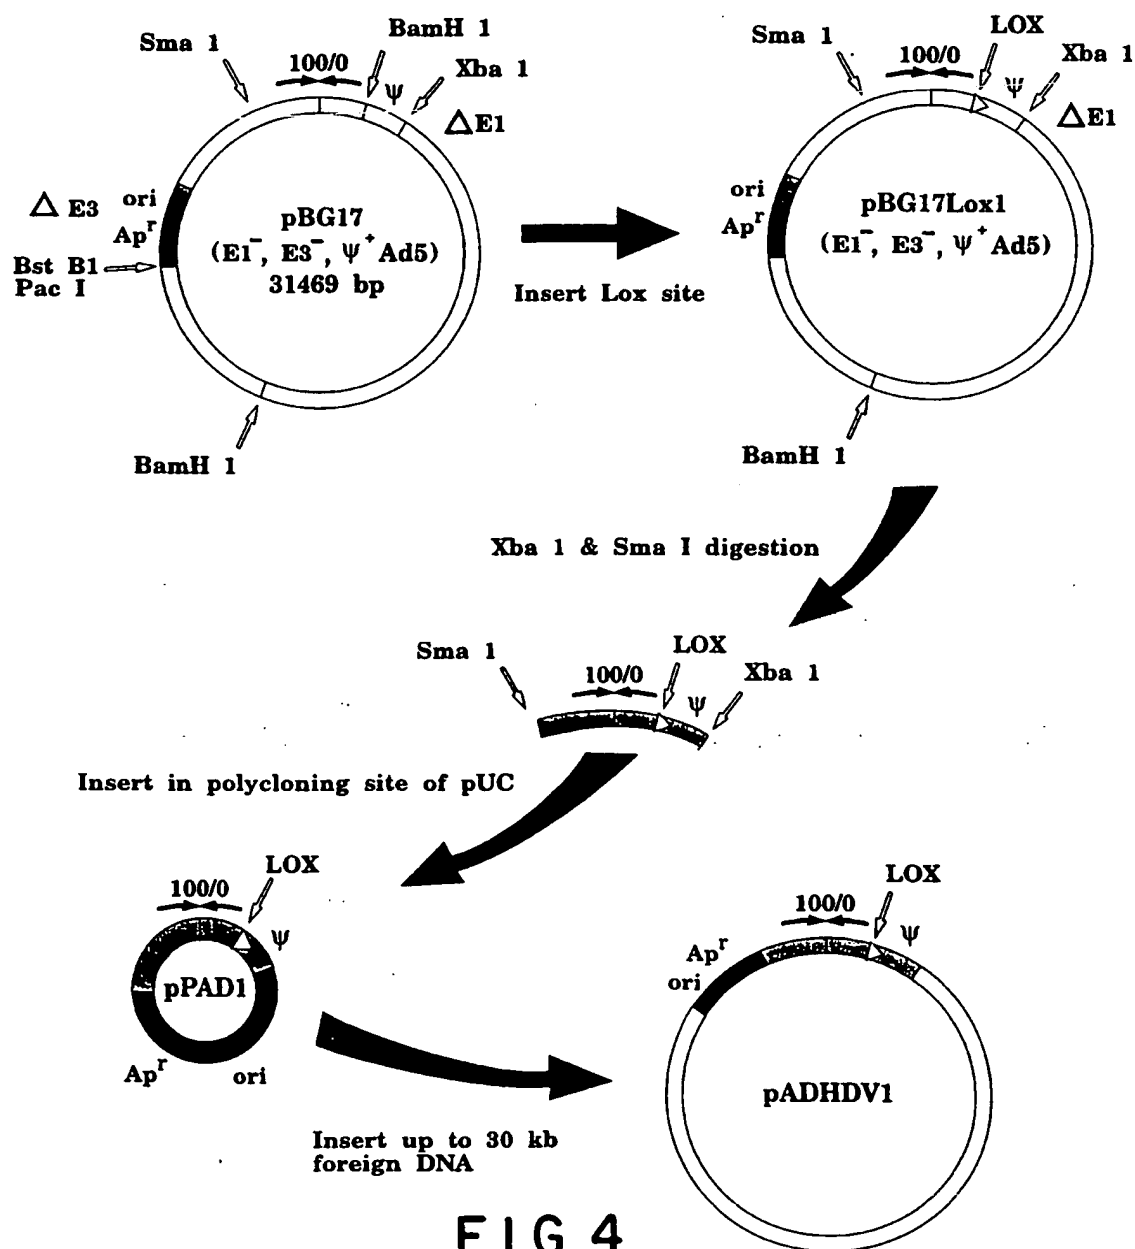 Sma 1
100/0
BamH 1
Ψ
Xba 1
△E1
△ E3
ori
Apʳ
Bst B1
Pac I
pBG17
(E1⁻, E3⁻, Ψ⁺ Ad5)
31469 bp
BamH 1
Insert Lox site
Sma 1
100/0
LOX
Ψ
Xba 1
△E1
ori
Apʳ
pBG17Lox1
(E1⁻, E3⁻, Ψ⁺ Ad5)
BamH 1
Xba 1 & Sma I digestion
Sma 1
100/0
LOX
Ψ
Xba 1
Insert in polycloning site of pUC
100/0
LOX
Ψ
pPAD1
Apʳ
ori
Insert up to 30 kb
foreign DNA
100/0
LOX
Ψ
Apʳ
ori
pADHDV1
FIG 4